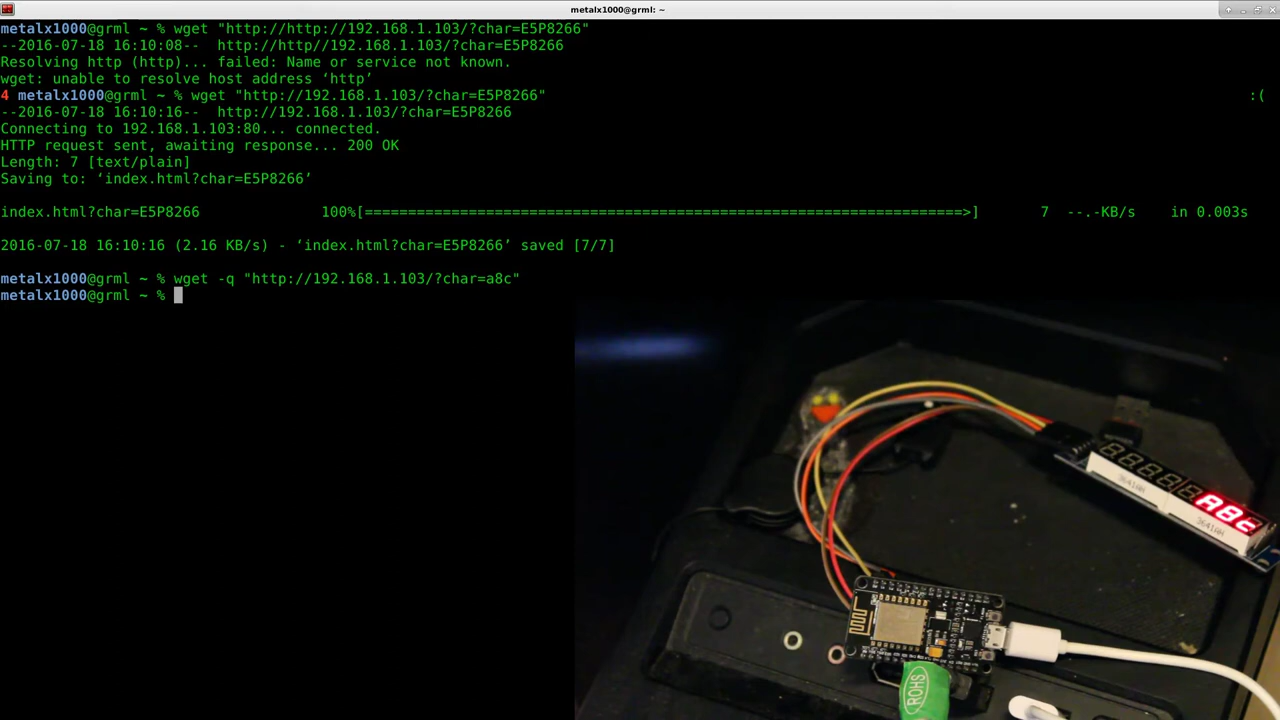 metalx1000@grml: ~
metalx1000@grml ~ % wget "http://http://192.168.1.103/?char=E5P8266"
--2016-07-18 16:10:08--  http://http//192.168.1.103/?char=E5P8266
Resolving http (http)... failed: Name or service not known.
wget: unable to resolve host address ‘http’
4 metalx1000@grml ~ % wget "http://192.168.1.103/?char=E5P8266" :(
--2016-07-18 16:10:16--  http://192.168.1.103/?char=E5P8266
Connecting to 192.168.1.103:80... connected.
HTTP request sent, awaiting response... 200 OK
Length: 7 [text/plain]
Saving to: ‘index.html?char=E5P8266’
index.html?char=E5P8266 100%[=====================================================================>] 7 --.-KB/s in 0.003s
2016-07-18 16:10:16 (2.16 KB/s) - ‘index.html?char=E5P8266’ saved [7/7]
metalx1000@grml ~ % wget -q "http://192.168.1.103/?char=a8c"
metalx1000@grml ~ %
3641AH
A8c
3641AH
ROHS